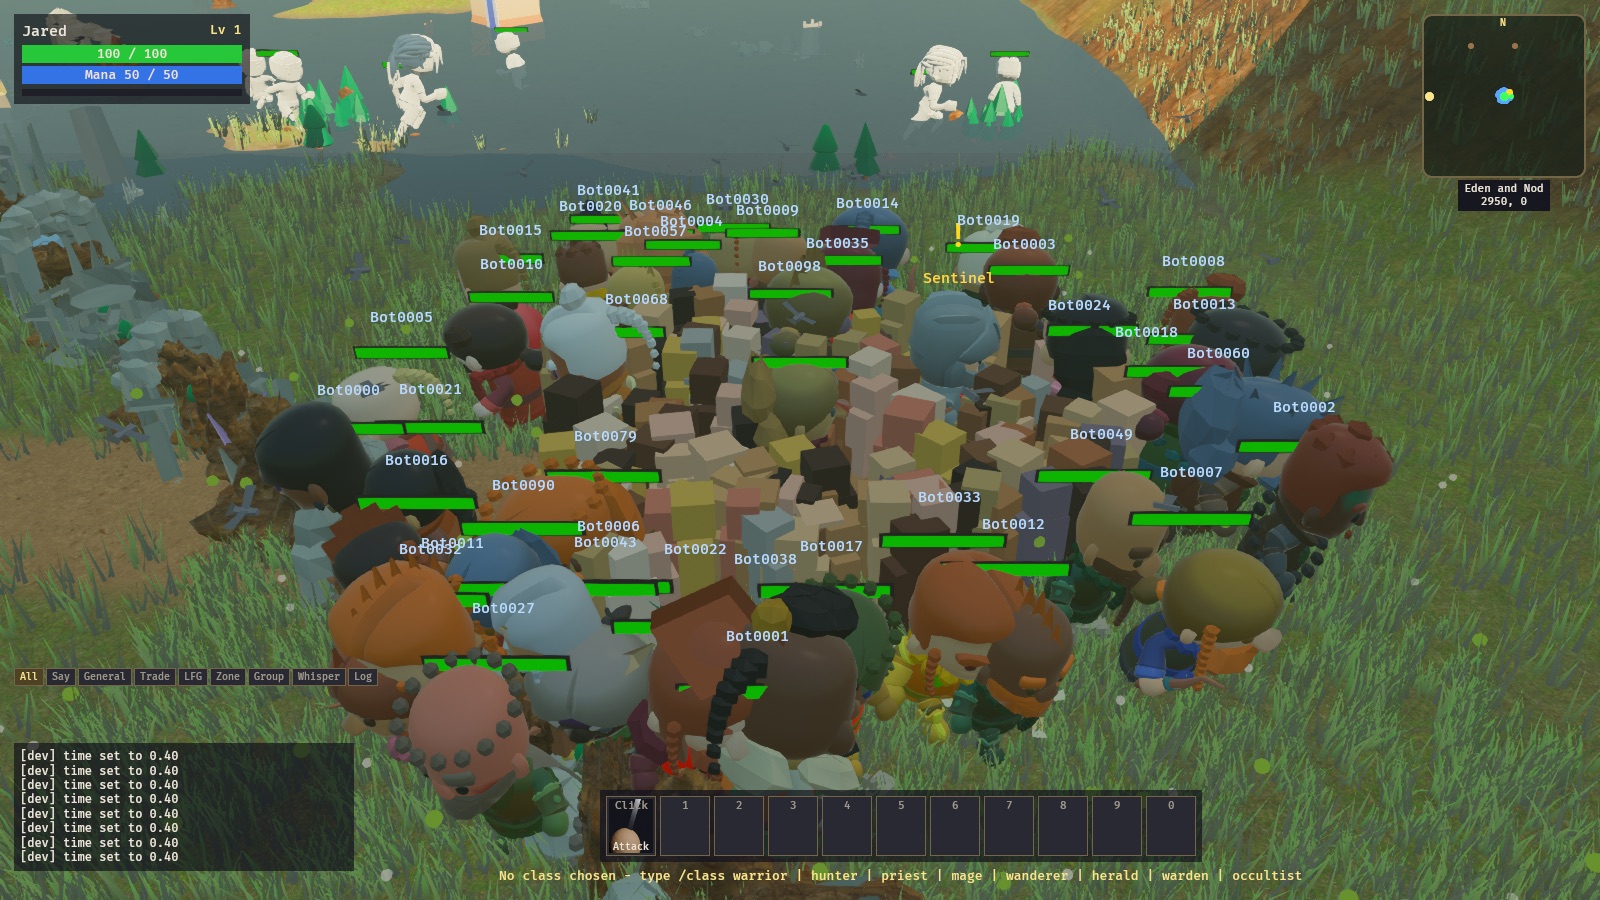 Jared Lv 1
100 / 100
Mana 50 / 50
N
Eden and Nod
2950, 0
Bot0041
Bot0020 Bot0046 Bot0030
Bot0009
Bot0014
Bot0004
Bot0015
Bot0057
Bot0019
Bot0035
Bot0003
Bot0010
Bot0098
Bot0008
Sentinel
Bot0068
Bot0024
Bot0013
Bot0005
Bot0018
Bot0060
Bot0000 Bot0021
Bot0002
Bot0079
Bot0049
Bot0016
Bot0007
Bot0090
Bot0033
Bot0006
Bot0012
Bot0032
Bot0011
Bot0043
Bot0022
Bot0017
Bot0038
Bot0027
Bot0001
!
All Say General Trade LFG Zone Group Whisper Log
[dev] time set to 0.40
[dev] time set to 0.40
[dev] time set to 0.40
[dev] time set to 0.40
[dev] time set to 0.40
[dev] time set to 0.40
[dev] time set to 0.40
[dev] time set to 0.40
Click 1 2 3 4 5 6 7 8 9 0
Attack
No class chosen - type /class warrior | hunter | priest | mage | wanderer | herald | warden | occultist